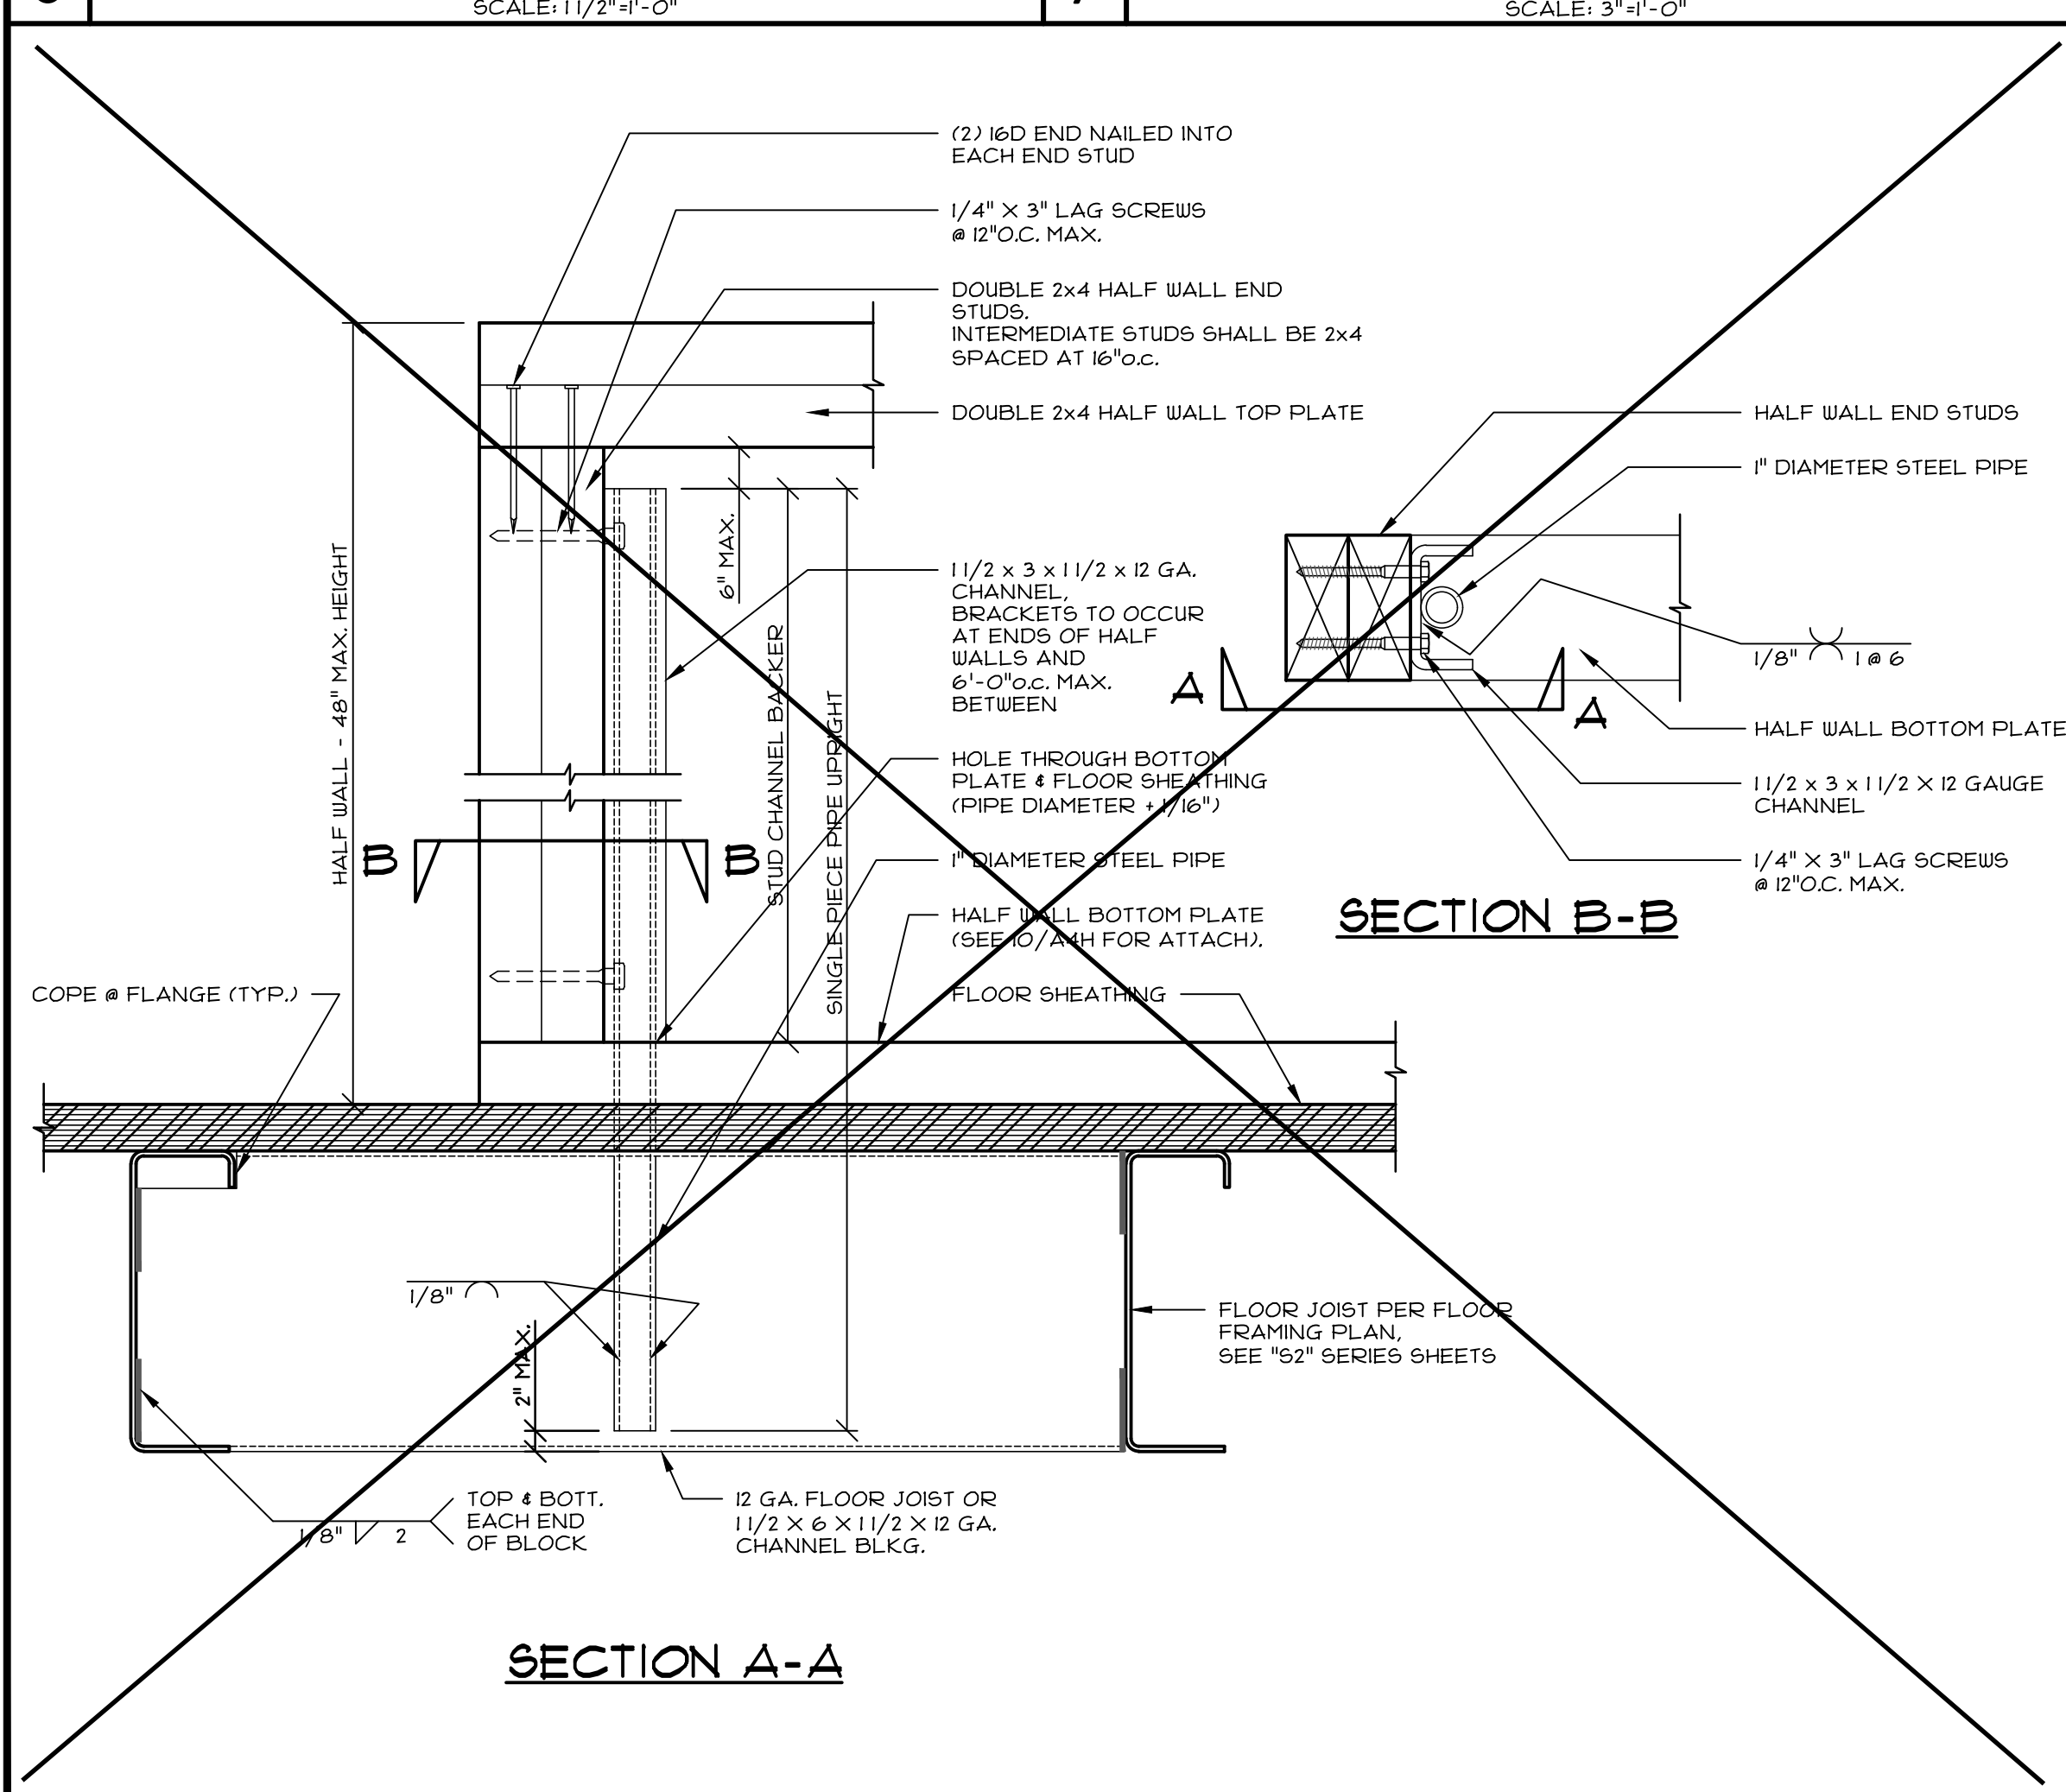 SCALE: 1 1/2"=1'-0"
SCALE: 3"=1'-0"
(2) 16D END NAILED INTO
EACH END STUD
1/4" X 3" LAG SCREWS
@ 12"O.C. MAX.
DOUBLE 2x4 HALF WALL END
STUDS.
INTERMEDIATE STUDS SHALL BE 2x4
SPACED AT 16"o.c.
DOUBLE 2x4 HALF WALL TOP PLATE
6" MAX.
HALF WALL - 48" MAX. HEIGHT
STUD CHANNEL BACKER
SINGLE PIECE PIPE UPRIGHT
1 1/2 x 3 x 1 1/2 x 12 GA.
CHANNEL,
BRACKETS TO OCCUR
AT ENDS OF HALF
WALLS AND
6'-0"o.c. MAX.
BETWEEN
HOLE THROUGH BOTTOM
PLATE & FLOOR SHEATHING
(PIPE DIAMETER + 1/16")
B
B
1" DIAMETER STEEL PIPE
HALF WALL BOTTOM PLATE
(SEE 10/A4H FOR ATTACH).
FLOOR SHEATHING
COPE @ FLANGE (TYP.)
1/8"
2" MAX.
FLOOR JOIST PER FLOOR
FRAMING PLAN,
SEE "S2" SERIES SHEETS
1/8"
2
TOP & BOTT.
EACH END
OF BLOCK
12 GA. FLOOR JOIST OR
1 1/2 X 6 X 1 1/2 X 12 GA.
CHANNEL BLKG.
SECTION A-A
HALF WALL END STUDS
1" DIAMETER STEEL PIPE
1/8"
1 @ 6
A
A
HALF WALL BOTTOM PLATE
1 1/2 x 3 x 1 1/2 X 12 GAUGE
CHANNEL
1/4" X 3" LAG SCREWS
@ 12"O.C. MAX.
SECTION B-B